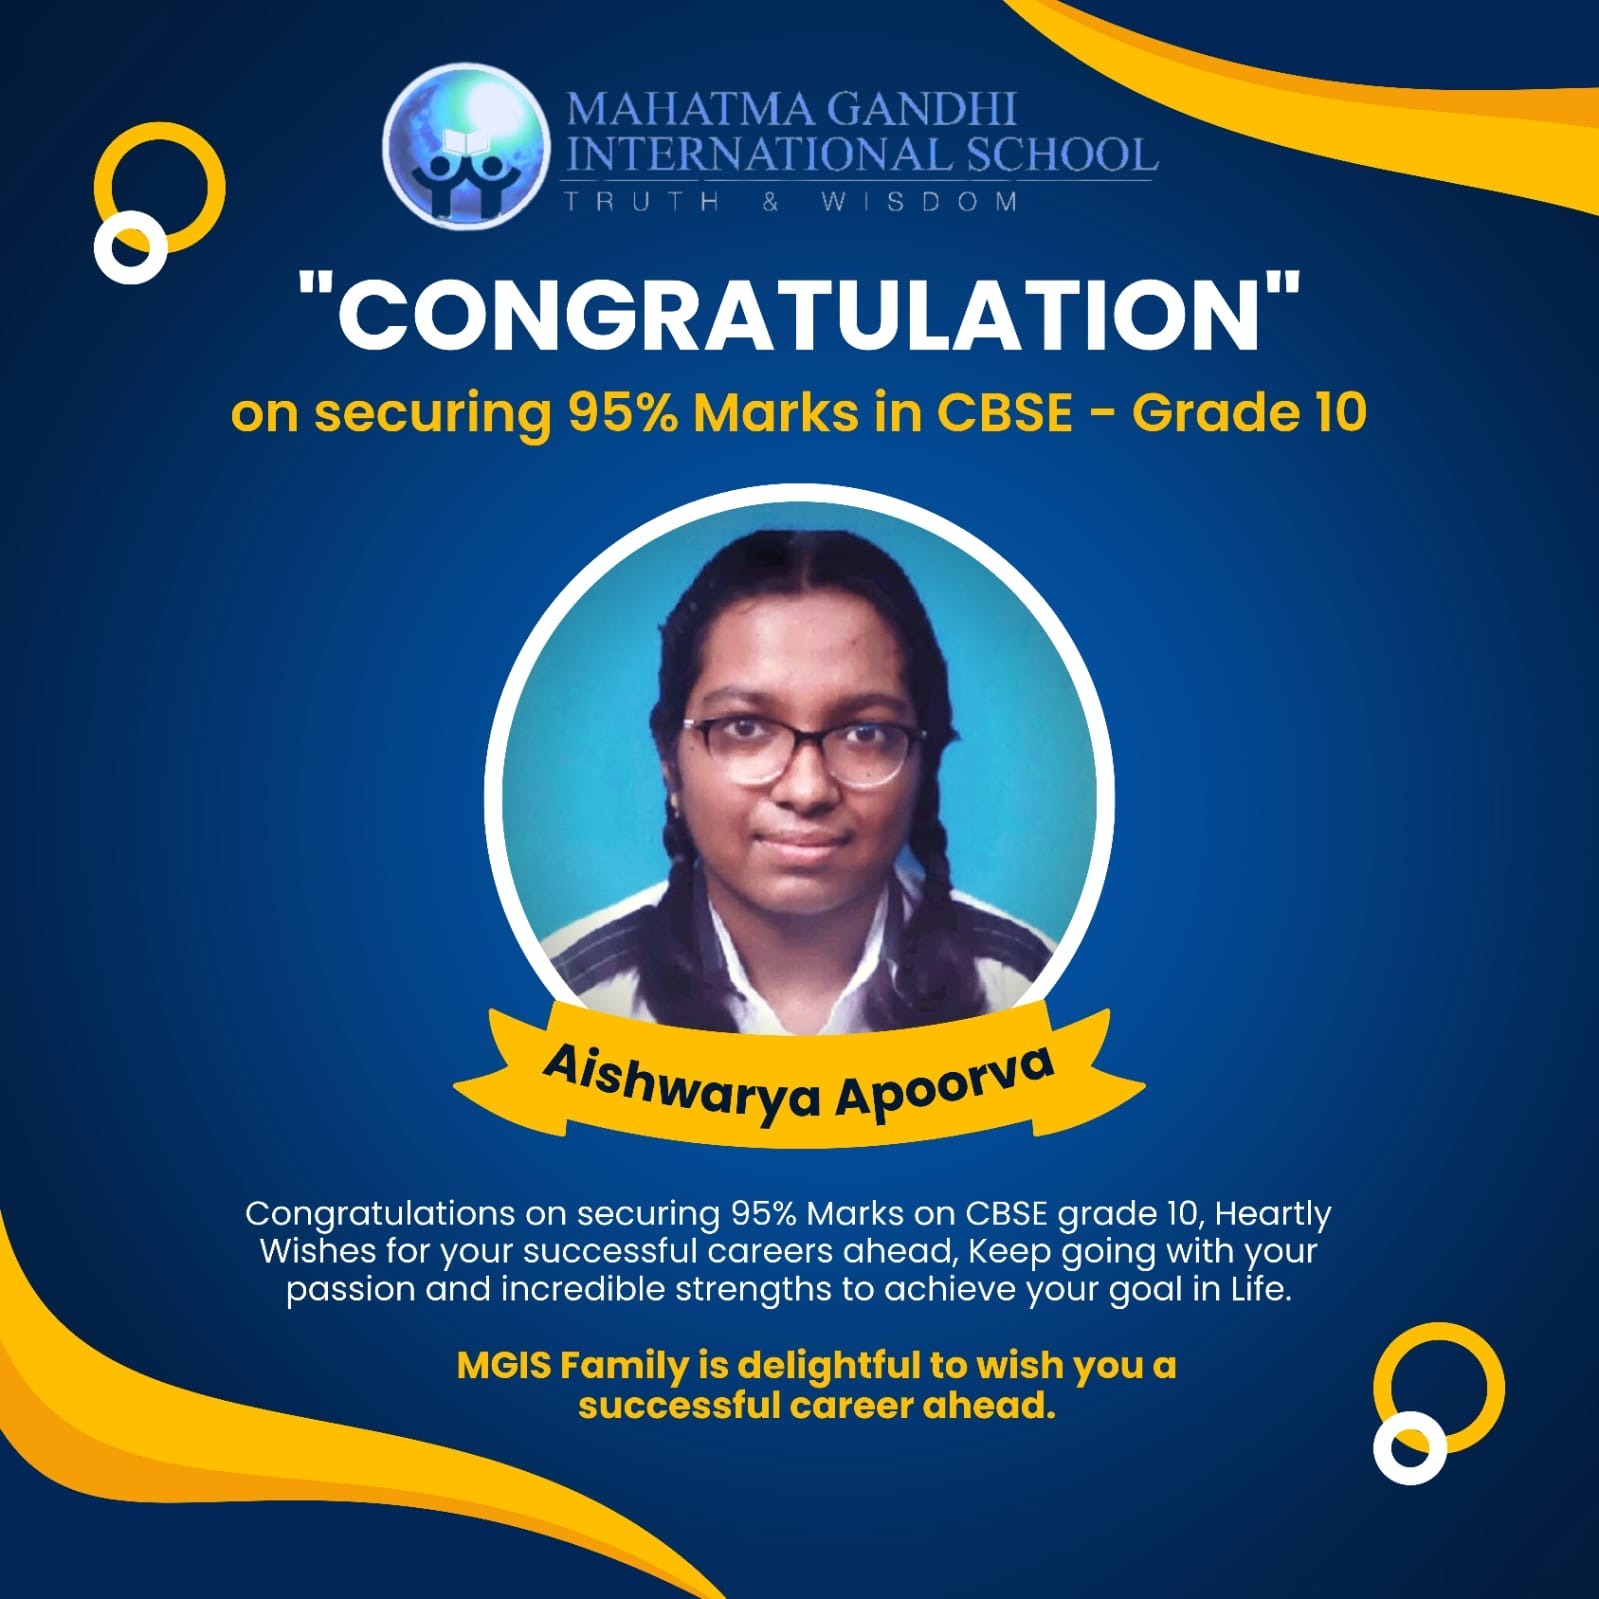 MAHATMA GANDHI
INTERNATIONAL SCHOOL
TRUTH & WISDOM
"CONGRATULATION"
on securing 95% Marks in CBSE - Grade 10
Aishwarya Apoorva
Congratulations on securing 95% Marks on CBSE grade 10, Heartly
Wishes for your successful careers ahead, Keep going with your
passion and incredible strengths to achieve your goal in Life.
MGIS Family is delightful to wish you a
successful career ahead.